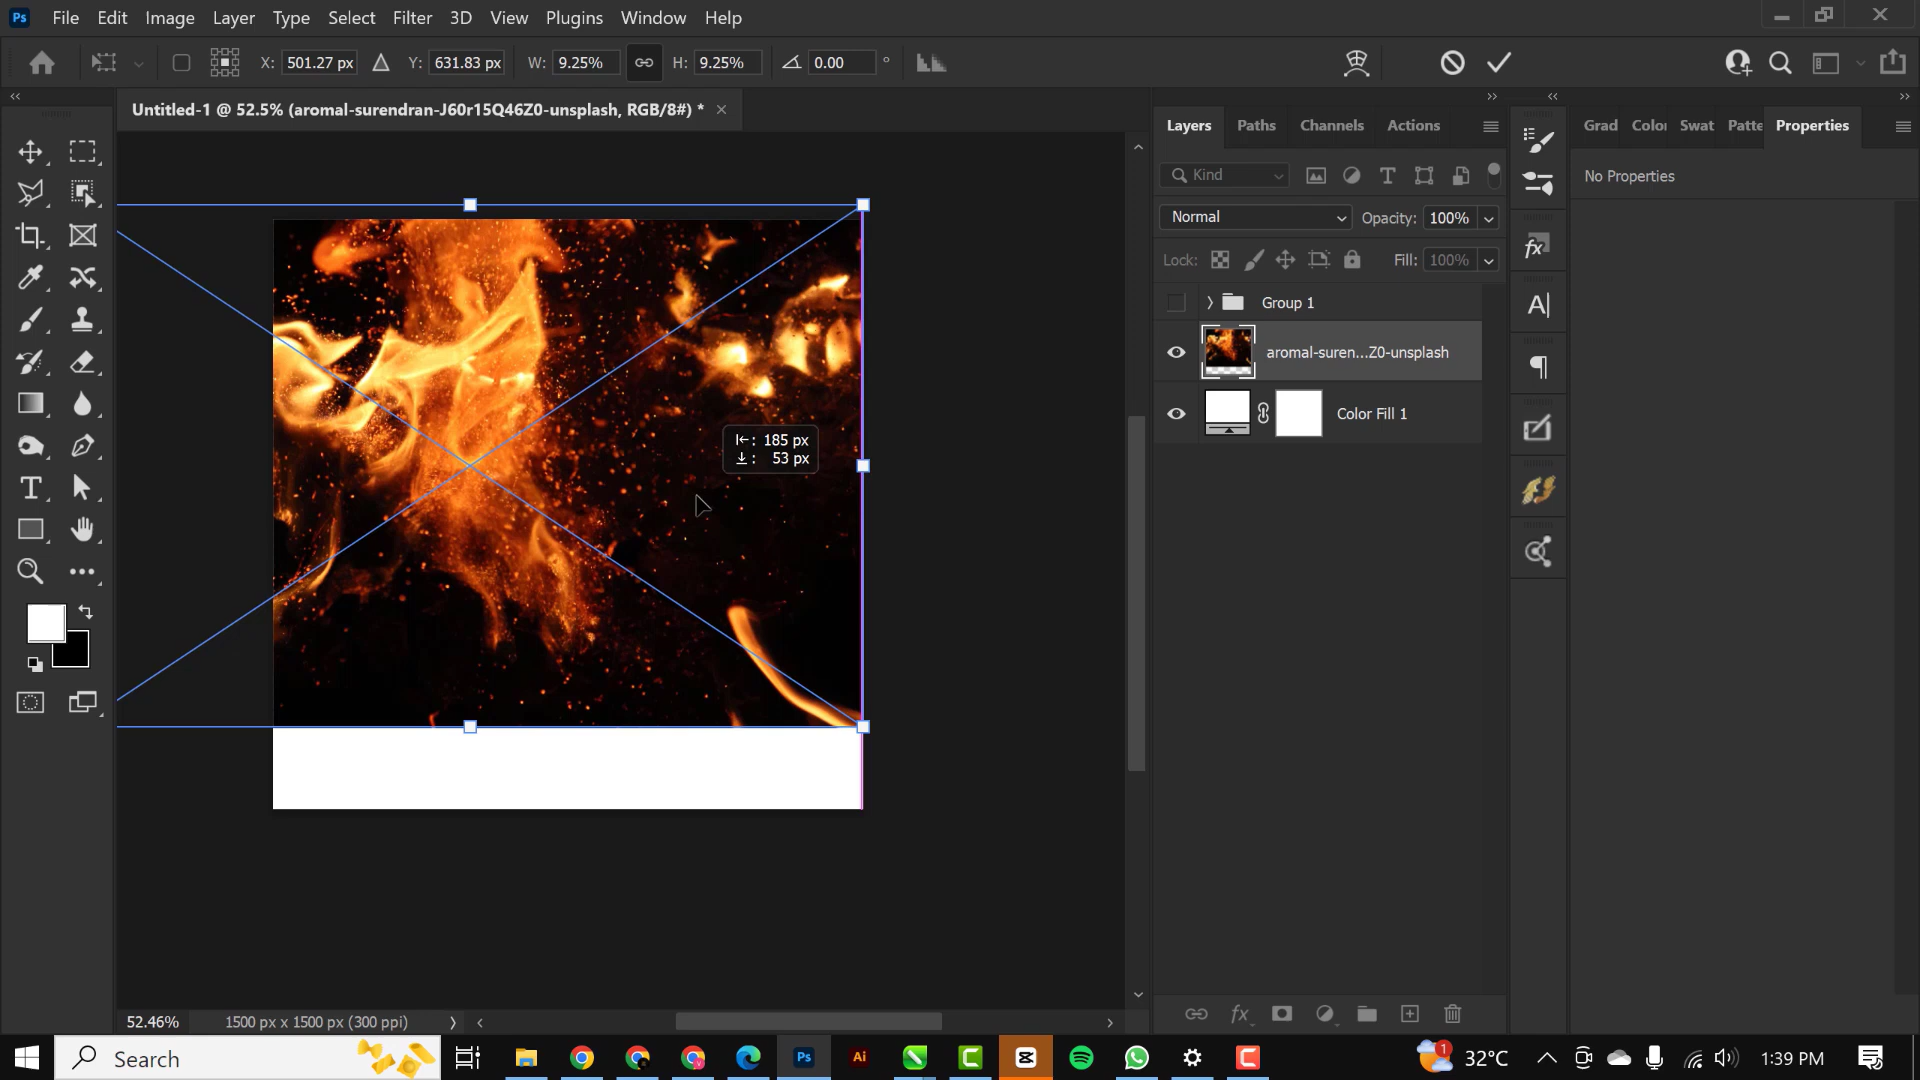 Ps File Edit Image Layer Type Select Filter 3D View Plugins Window Help
X: 501.27 px Y: 631.83 px W: 9.25% H: 9.25% 0.00 °
Untitled-1 @ 52.5% (aromal-surendran-J60r15Q46Z0-unsplash, RGB/8#) * ×
Layers Paths Channels Actions
Grad Color Swat Patte Properties
Kind
No Properties
Normal Opacity: 100%
Lock: Fill: 100%
Group 1
aromal-suren...Z0-unsplash
Color Fill 1
185 px
53 px
52.46% 1500 px x 1500 px (300 ppi)
Search Ps Ai 1 32°C 1:39 PM